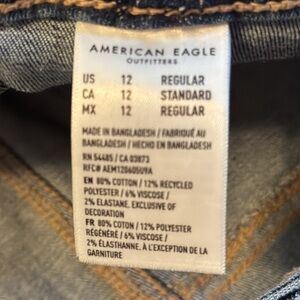 AMERICAN EAGLE
OUTFITTERS
US 12 REGULAR
CA 12 STANDARD
MX 12 REGULAR
MADE IN BANGLADESH / FABRIQUÉ AU
BANGLADESH / HECHO EN BANGLADESH
RN 54485 / CA 03873
RFC# AEM120605U9A
EN 80% COTTON / 12% RECYCLED
POLYESTER / 6% VISCOSE /
2% ELASTANE. EXCLUSIVE OF
DECORATION
FR 80% COTON / 12% POLYESTER
RÉGÉNÉRÉ / 6% VISCOSE /
2% ÉLASTHANNE. À L'EXCEPTION DE LA
GARNITURE